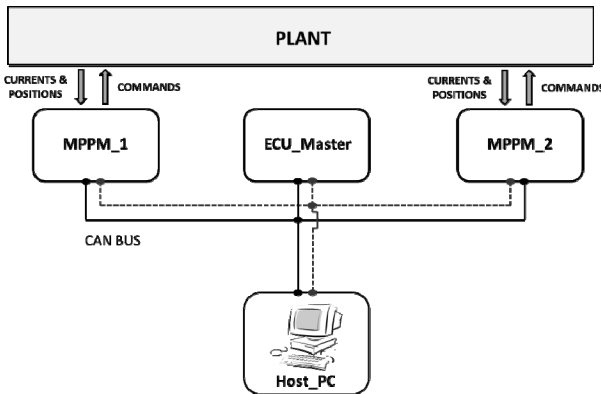 PLANT
CURRENTS &
POSITIONS
COMMANDS
CURRENTS &
POSITIONS
COMMANDS
MPPM_1
ECU_Master
MPPM_2
CAN BUS
Host_PC